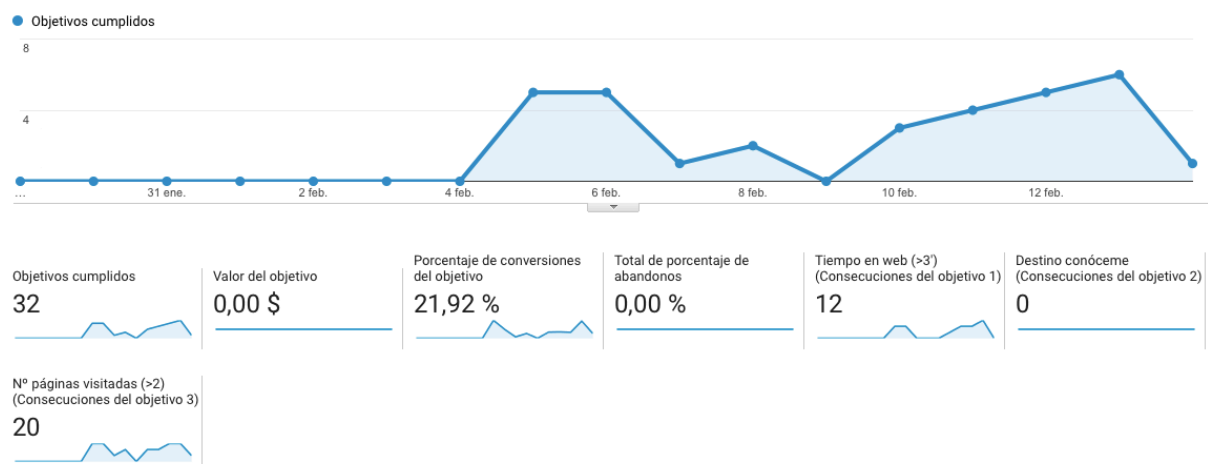 Objetivos cumplidos
8
4
...
31 ene.
2 feb.
4 feb.
6 feb.
8 feb.
10 feb.
12 feb.
Objetivos cumplidos
32
Valor del objetivo
0,00 $
Porcentaje de conversiones
del objetivo
21,92 %
Total de porcentaje de
abandonos
0,00 %
Tiempo en web (>3')
(Consecuciones del objetivo 1)
12
Destino conóceme
(Consecuciones del objetivo 2)
0
Nº páginas visitadas (>2)
(Consecuciones del objetivo 3)
20